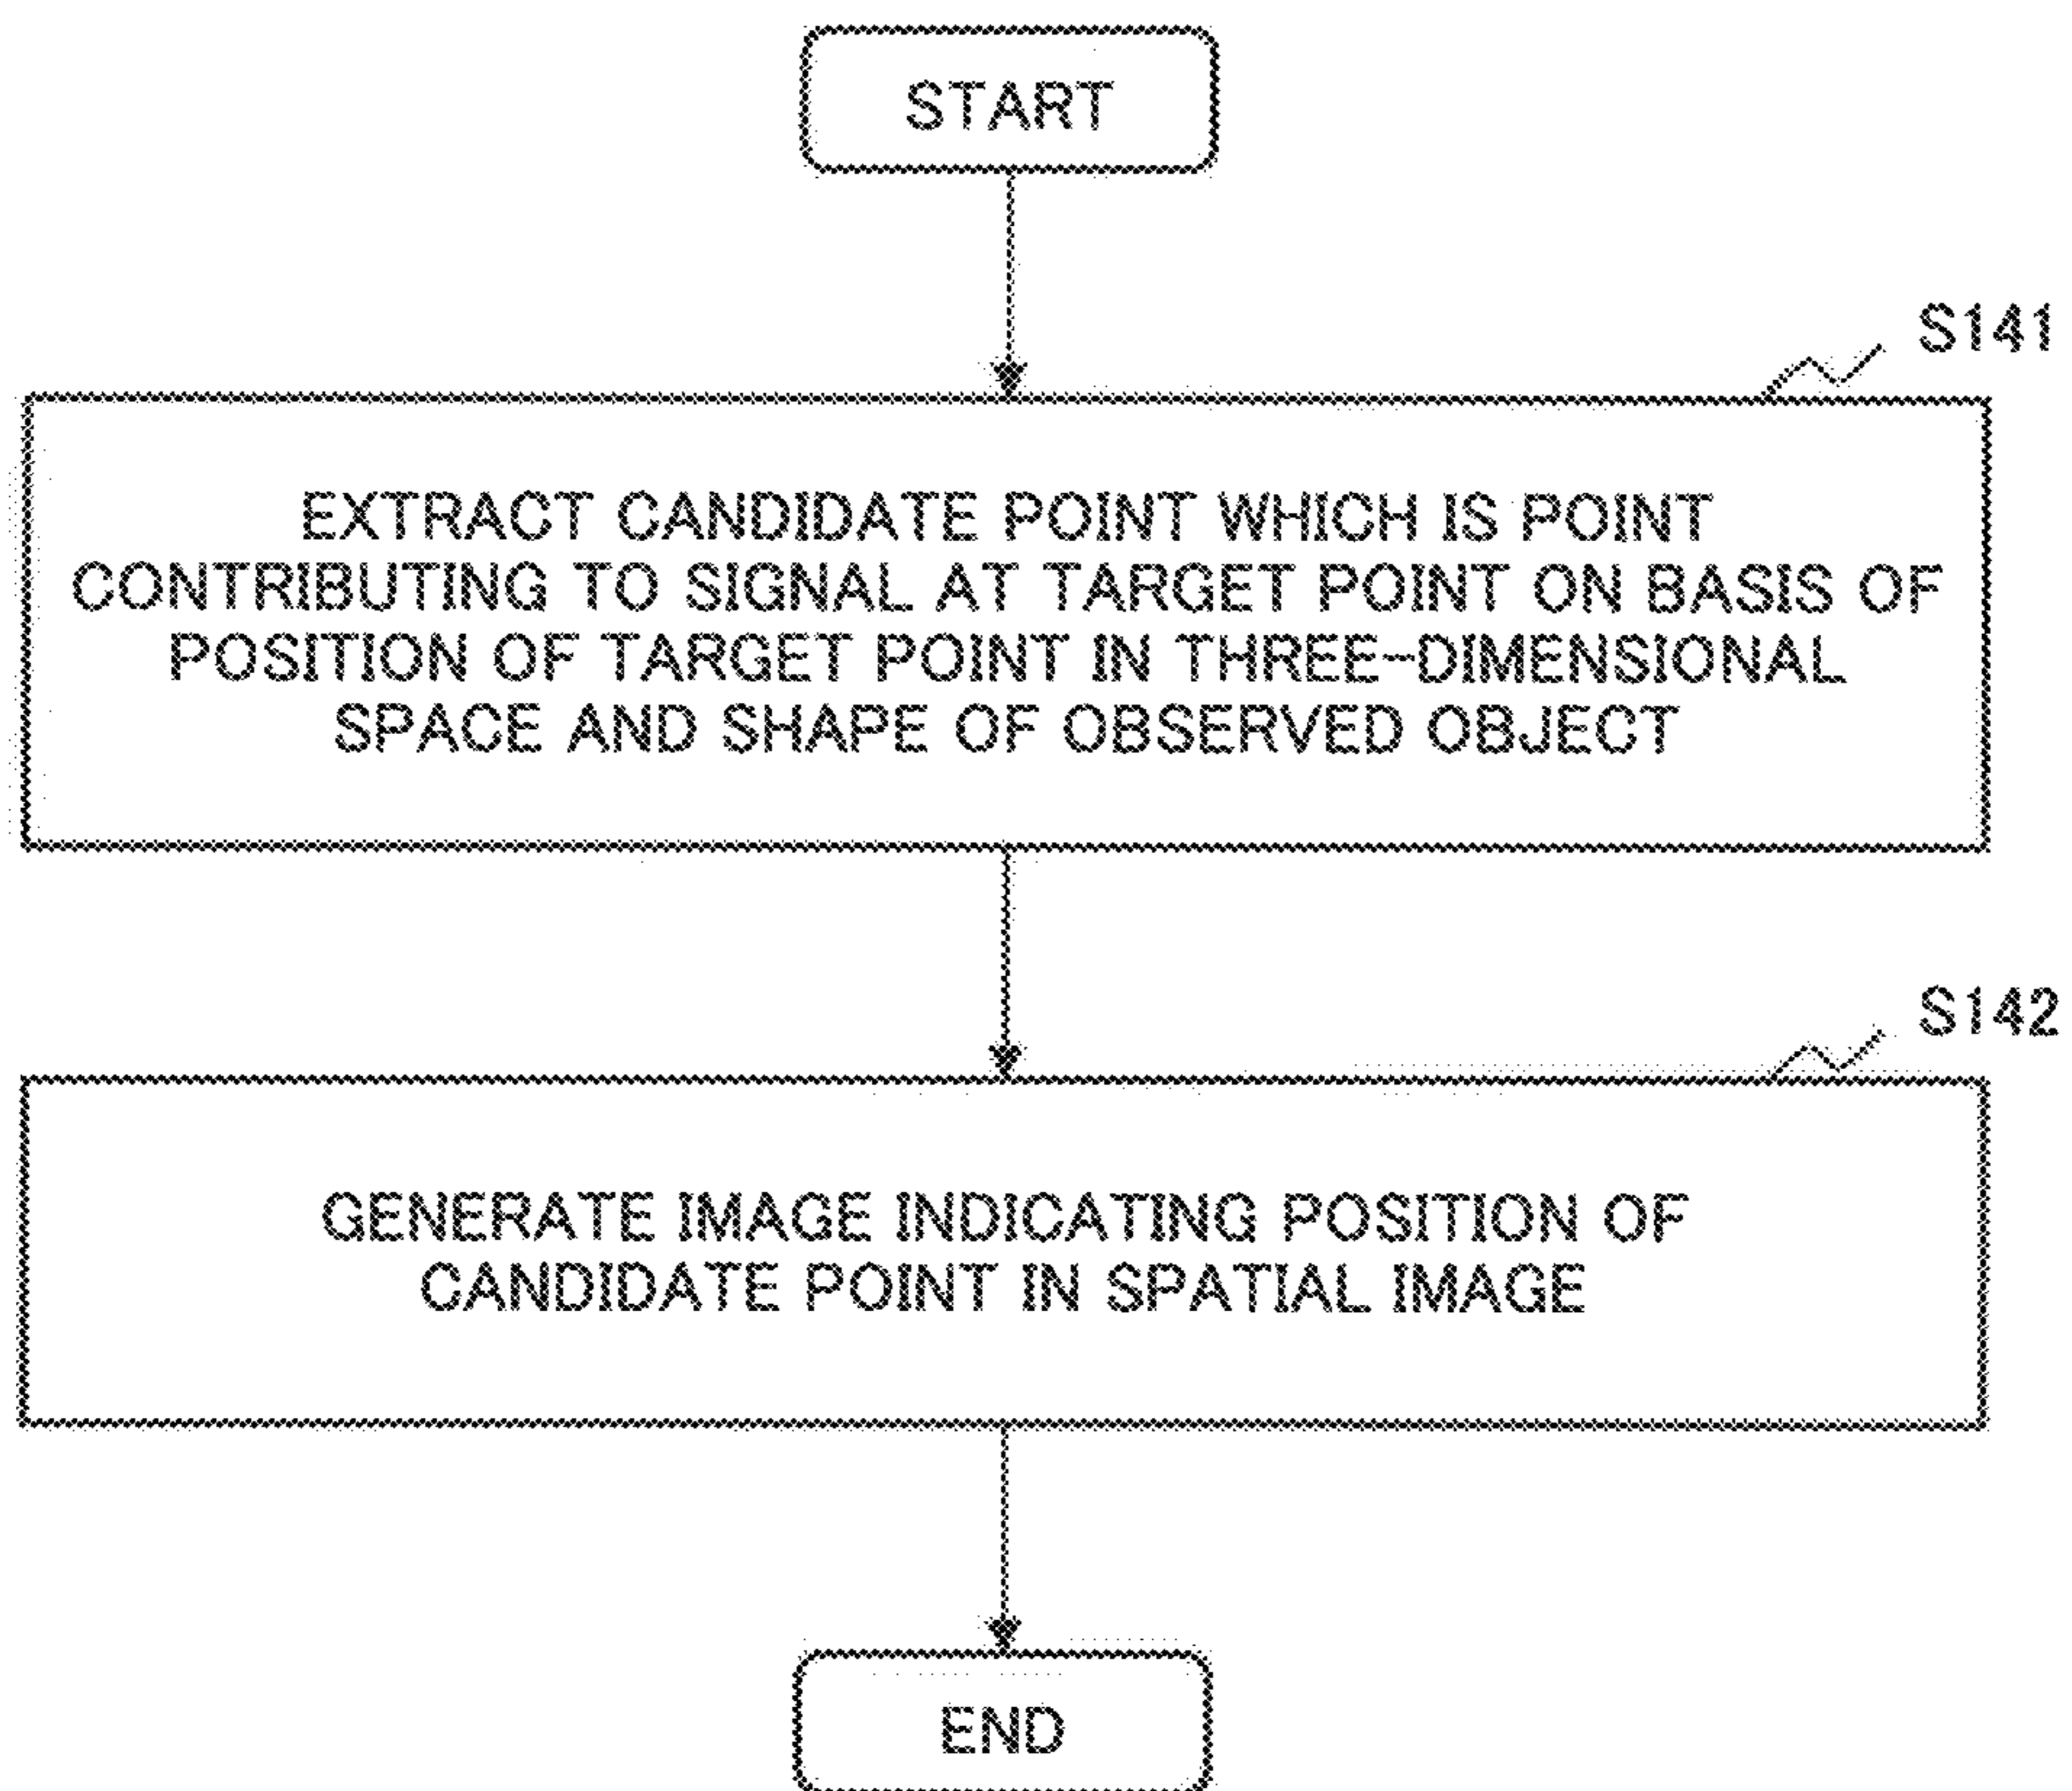 START
S141
EXTRACT CANDIDATE POINT WHICH IS POINT
CONTRIBUTING TO SIGNAL AT TARGET POINT ON BASIS OF
POSITION OF TARGET POINT IN THREE-DIMENSIONAL
SPACE AND SHAPE OF OBSERVED OBJECT
S142
GENERATE IMAGE INDICATING POSITION OF
CANDIDATE POINT IN SPATIAL IMAGE
END